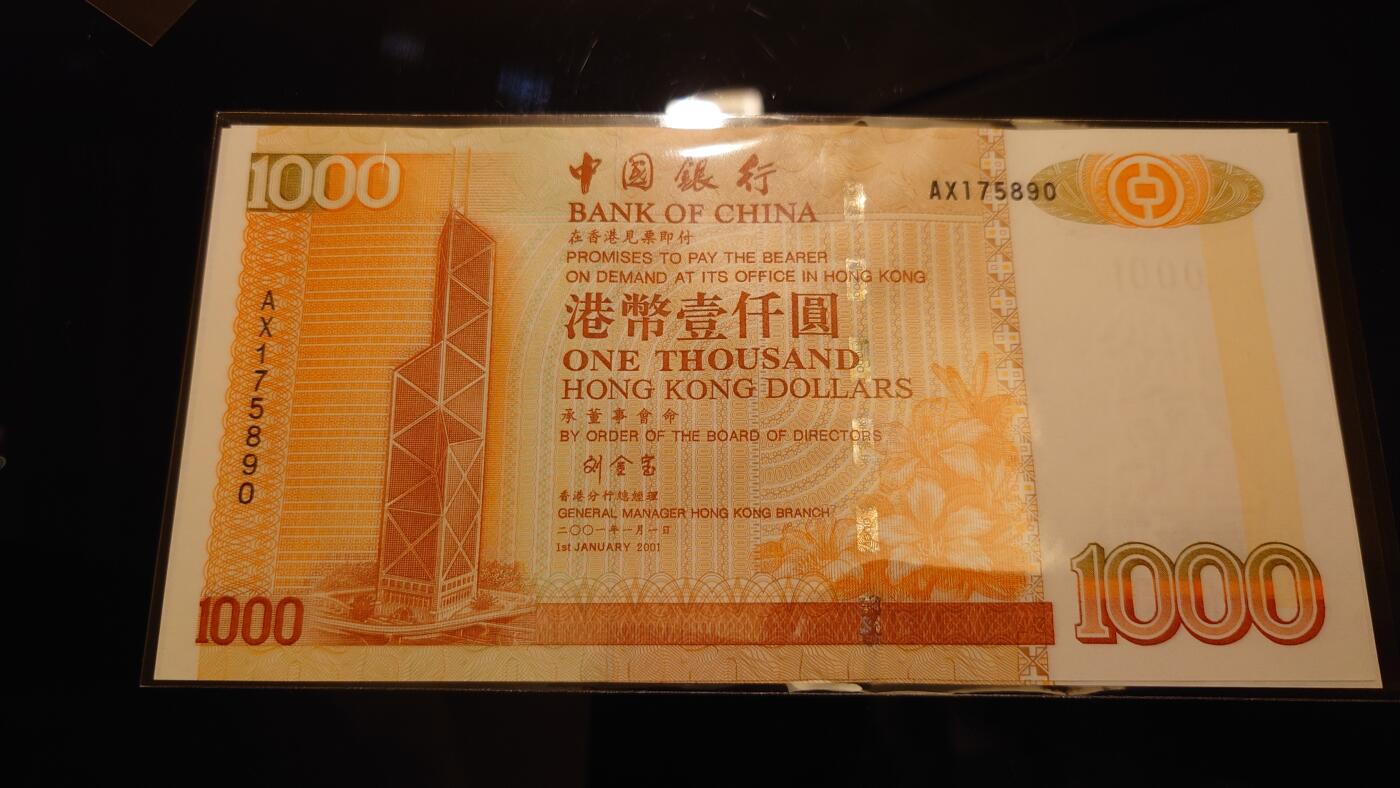 1000
中國銀行
BANK OF CHINA
AX175890
在香港見票即付
PROMISES TO PAY THE BEARER
ON DEMAND AT ITS OFFICE IN HONG KONG
港幣壹仟圓
ONE THOUSAND
HONG KONG DOLLARS
承董事會命
BY ORDER OF THE BOARD OF DIRECTORS
刘金宝
香港分行總經理
GENERAL MANAGER HONG KONG BRANCH
二〇〇一年一月一日
1st JANUARY 2001
AX175890
1000
1000